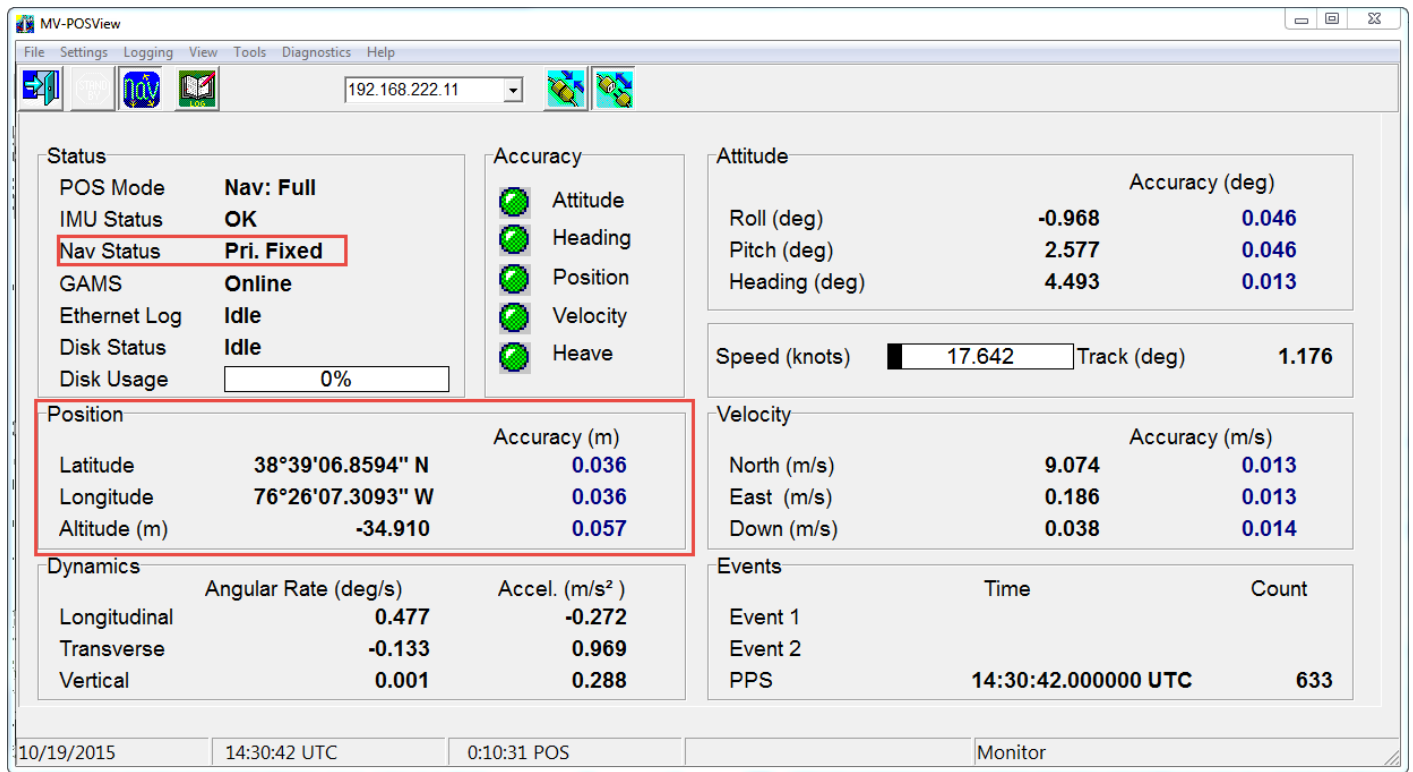 MV-POSView
File Settings Logging View Tools Diagnostics Help
STAND BY nav LOG 192.168.222.11
Status
POS Mode Nav: Full
IMU Status OK
Nav Status Pri. Fixed
GAMS Online
Ethernet Log Idle
Disk Status Idle
Disk Usage 0%
Accuracy
Attitude
Heading
Position
Velocity
Heave
Attitude
Accuracy (deg)
Roll (deg) -0.968 0.046
Pitch (deg) 2.577 0.046
Heading (deg) 4.493 0.013
Speed (knots) 17.642 Track (deg) 1.176
Position
Accuracy (m)
Latitude 38°39'06.8594" N 0.036
Longitude 76°26'07.3093" W 0.036
Altitude (m) -34.910 0.057
Velocity
Accuracy (m/s)
North (m/s) 9.074 0.013
East (m/s) 0.186 0.013
Down (m/s) 0.038 0.014
Dynamics
Angular Rate (deg/s) Accel. (m/s² )
Longitudinal 0.477 -0.272
Transverse -0.133 0.969
Vertical 0.001 0.288
Events
Time Count
Event 1
Event 2
PPS 14:30:42.000000 UTC 633
10/19/2015 14:30:42 UTC 0:10:31 POS Monitor